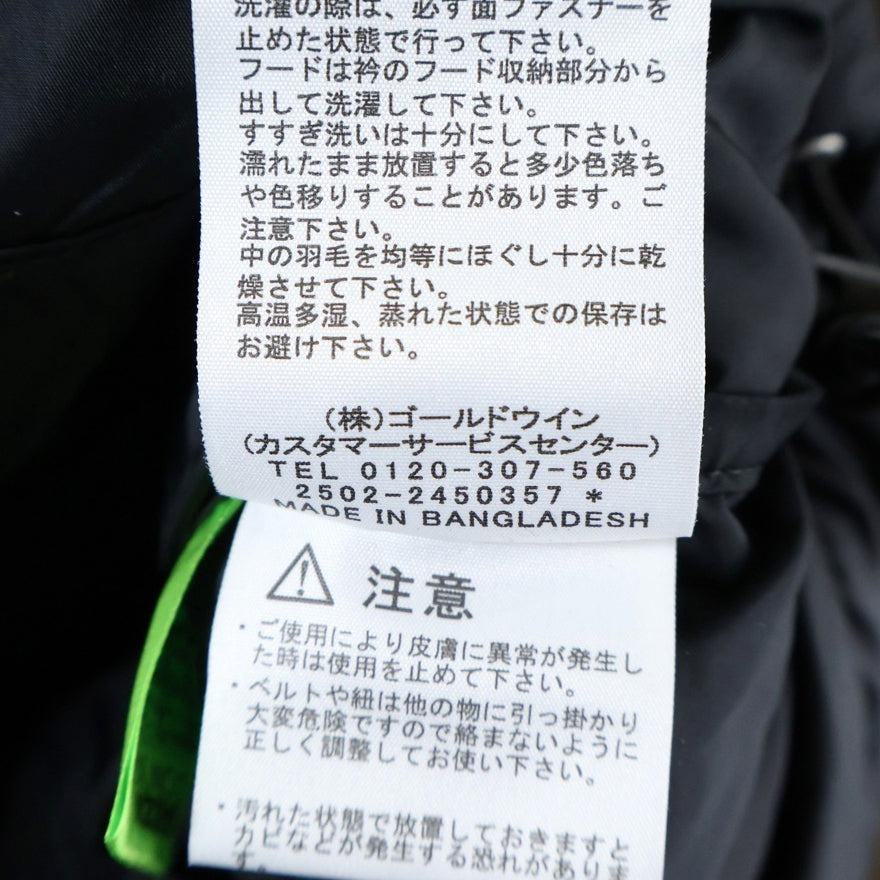 洗濯の際は、必ず面ファスナーを
止めた状態で行って下さい。
フードは衿のフード収納部分から
出して洗濯して下さい。
すすぎ洗いは十分にして下さい。
濡れたまま放置すると多少色落ち
や色移りすることがあります。ご
注意下さい。
中の羽毛を均等にほぐし十分に乾
燥させて下さい。
高温多湿、蒸れた状態での保存は
お避け下さい。
(株)ゴールドウイン
(カスタマーサービスセンター)
TEL 0120-307-560
2502-2450357 *
MADE IN BANGLADESH
注意
・ご使用により皮膚に異常が発生し
た時は使用を止めて下さい。
・ベルトや紐は他の物に引っ掛かり
大変危険ですので絡まないように
正しく調整してお使い下さい。
・汚れた状態で放置しておきますと
カビなどが発生する恐れがありま
す。